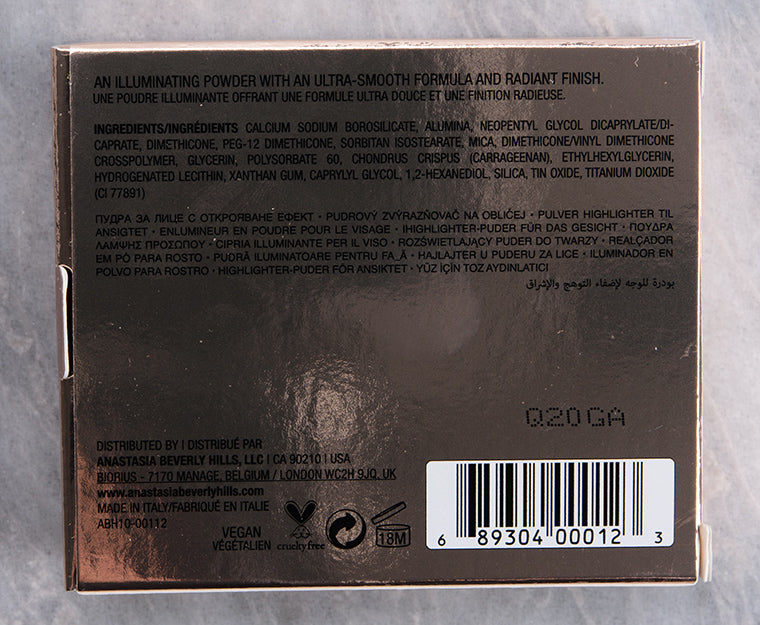 AN ILLUMINATING POWDER WITH AN ULTRA-SMOOTH FORMULA AND RADIANT FINISH.
UNE POUDRE ILLUMINANTE OFFRANT UNE FORMULE ULTRA DOUCE ET UNE FINITION RADIEUSE.
INGREDIENTS/INGRÉDIENTS CALCIUM SODIUM BOROSILICATE, ALUMINA, NEOPENTYL GLYCOL DICAPRYLATE/DI-
CAPRATE, DIMETHICONE, PEG-12 DIMETHICONE, SORBITAN ISOSTEARATE, MICA, DIMETHICONE/VINYL DIMETHICONE
CROSSPOLYMER, GLYCERIN, POLYSORBATE 60, CHONDRUS CRISPUS (CARRAGEENAN), ETHYLHEXYLGLYCERIN,
HYDROGENATED LECITHIN, XANTHAN GUM, CAPRYLYL GLYCOL, 1,2-HEXANEDIOL, SILICA, TIN OXIDE, TITANIUM DIOXIDE
(CI 77891)
ПУДРА ЗА ЛИЦЕ С ОТКРОЯВАНЕ ЕФЕКТ • PUDROVÝ ZVÝRAZŇOVAČ NA OBLIČEJ • PULVER HIGHLIGHTER TIL
ANSIGTET • ENLUMINEUR EN POUDRE POUR LE VISAGE • IHIGHLIGHTER-PUDER FÜR DAS GESICHT • ΠΟΥΔΡΑ
ΛΑΜΨΗΣ ΠΡΟΣΩΠΟΥ • CIPRIA ILLUMINANTE PER IL VISO • ROZŚWIETLAJĄCY PUDER DO TWARZY • REALÇADOR
EM PÓ PARA ROSTO • PUDRĂ ILUMINATOARE PENTRU FA_Ă • HAJLAJTER U PUDERU ZA LICE • ILUMINADOR EN
POLVO PARA ROSTRO • HIGHLIGHTER-PUDER FÖR ANSIKTET • YÜZ İÇİN TOZ AYDINLATICI
بودرة للوجه لإضفاء التوهج والإشراق
Q20GA
DISTRIBUTED BY | DISTRIBUÉ PAR
ANASTASIA BEVERLY HILLS, LLC | CA 90210 | USA
BIORIUS - 7170 MANAGE, BELGIUM / LONDON WC2H 9JQ, UK
www.anastasiabeverlyhills.com
MADE IN ITALY/FABRIQUÉ EN ITALIE
ABH10-00112
VEGAN
VÉGÉTALIEN
cruelty free
18M
6 89304 00012 3